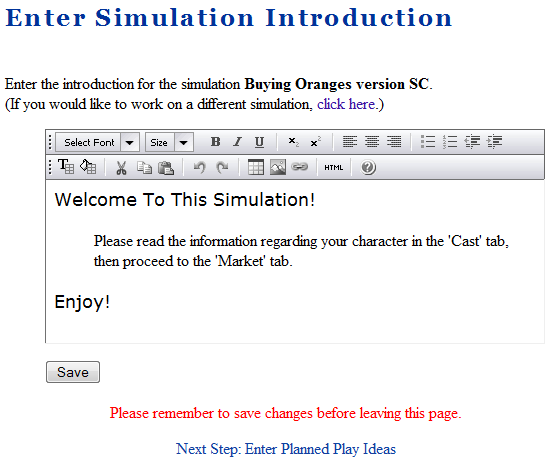 Enter Simulation Introduction
Enter the introduction for the simulation Buying Oranges version SC.
(If you would like to work on a different simulation, click here.)
Select Font Size B I U x₂ x²
HTML ?
Welcome To This Simulation!
Please read the information regarding your character in the 'Cast' tab,
then proceed to the 'Market' tab.
Enjoy!
Save
Please remember to save changes before leaving this page.
Next Step: Enter Planned Play Ideas